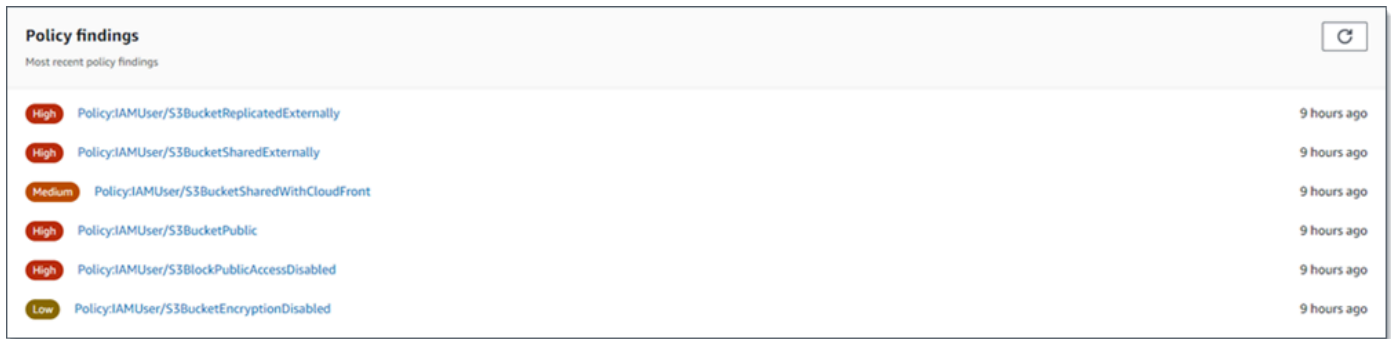 Policy findings
Most recent policy findings
High Policy:IAMUser/S3BucketReplicatedExternally 9 hours ago
High Policy:IAMUser/S3BucketSharedExternally 9 hours ago
Medium Policy:IAMUser/S3BucketSharedWithCloudFront 9 hours ago
High Policy:IAMUser/S3BucketPublic 9 hours ago
High Policy:IAMUser/S3BlockPublicAccessDisabled 9 hours ago
Low Policy:IAMUser/S3BucketEncryptionDisabled 9 hours ago